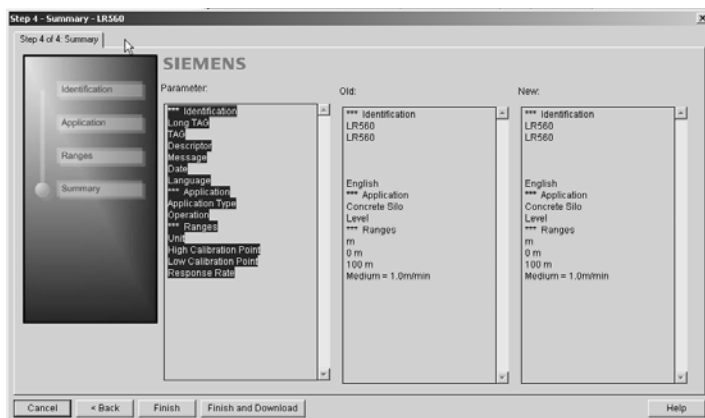 Step 4 - Summary - LR560
Step 4 of 4: Summary
SIEMENS
Identification
Application
Ranges
Summary
Parameter:
*** Identification
Long TAG
TAG
Descriptor
Message
Date
Language
*** Application
Application Type
Operation
*** Ranges
Unit
High Calibration Point
Low Calibration Point
Response Rate
Old:
*** Identification
LR560
LR560
English
*** Application
Concrete Silo
Level
*** Ranges
m
0 m
100 m
Medium = 1.0m/min
New:
*** Identification
LR560
LR560
English
*** Application
Concrete Silo
Level
*** Ranges
m
0 m
100 m
Medium = 1.0m/min
Cancel
< Back
Finish
Finish and Download
Help